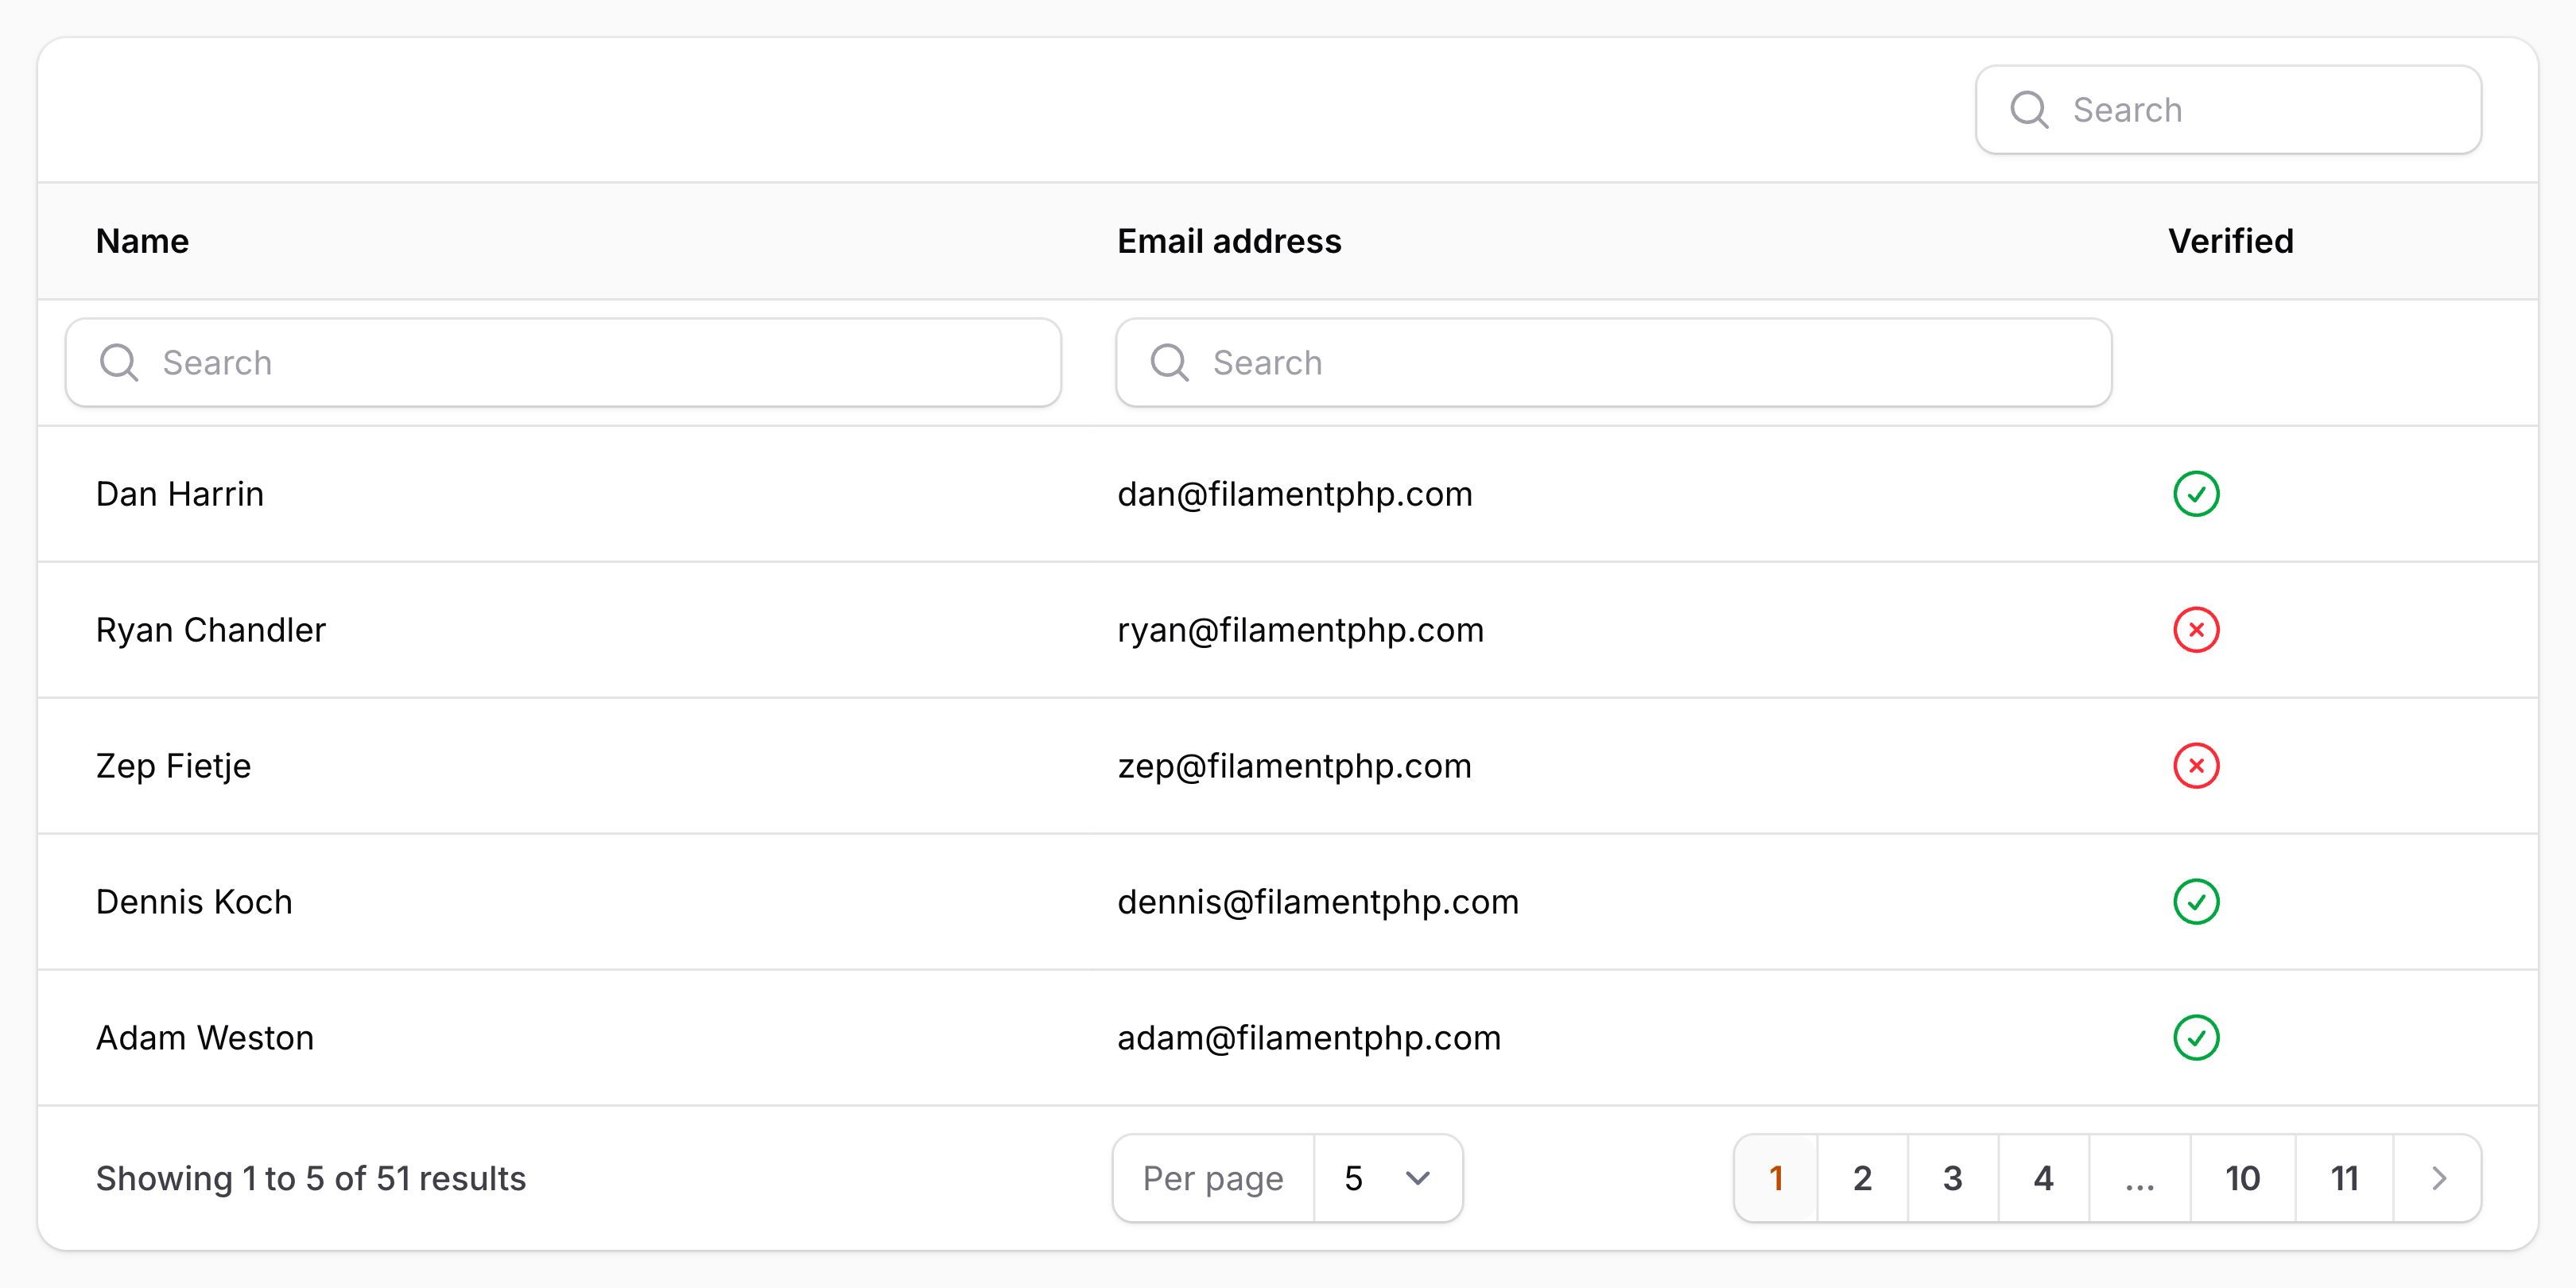 Search
Name Email address Verified
Search Search
Dan Harrin dan@filamentphp.com
Ryan Chandler ryan@filamentphp.com
Zep Fietje zep@filamentphp.com
Dennis Koch dennis@filamentphp.com
Adam Weston adam@filamentphp.com
Showing 1 to 5 of 51 results Per page 5 1 2 3 4 ... 10 11